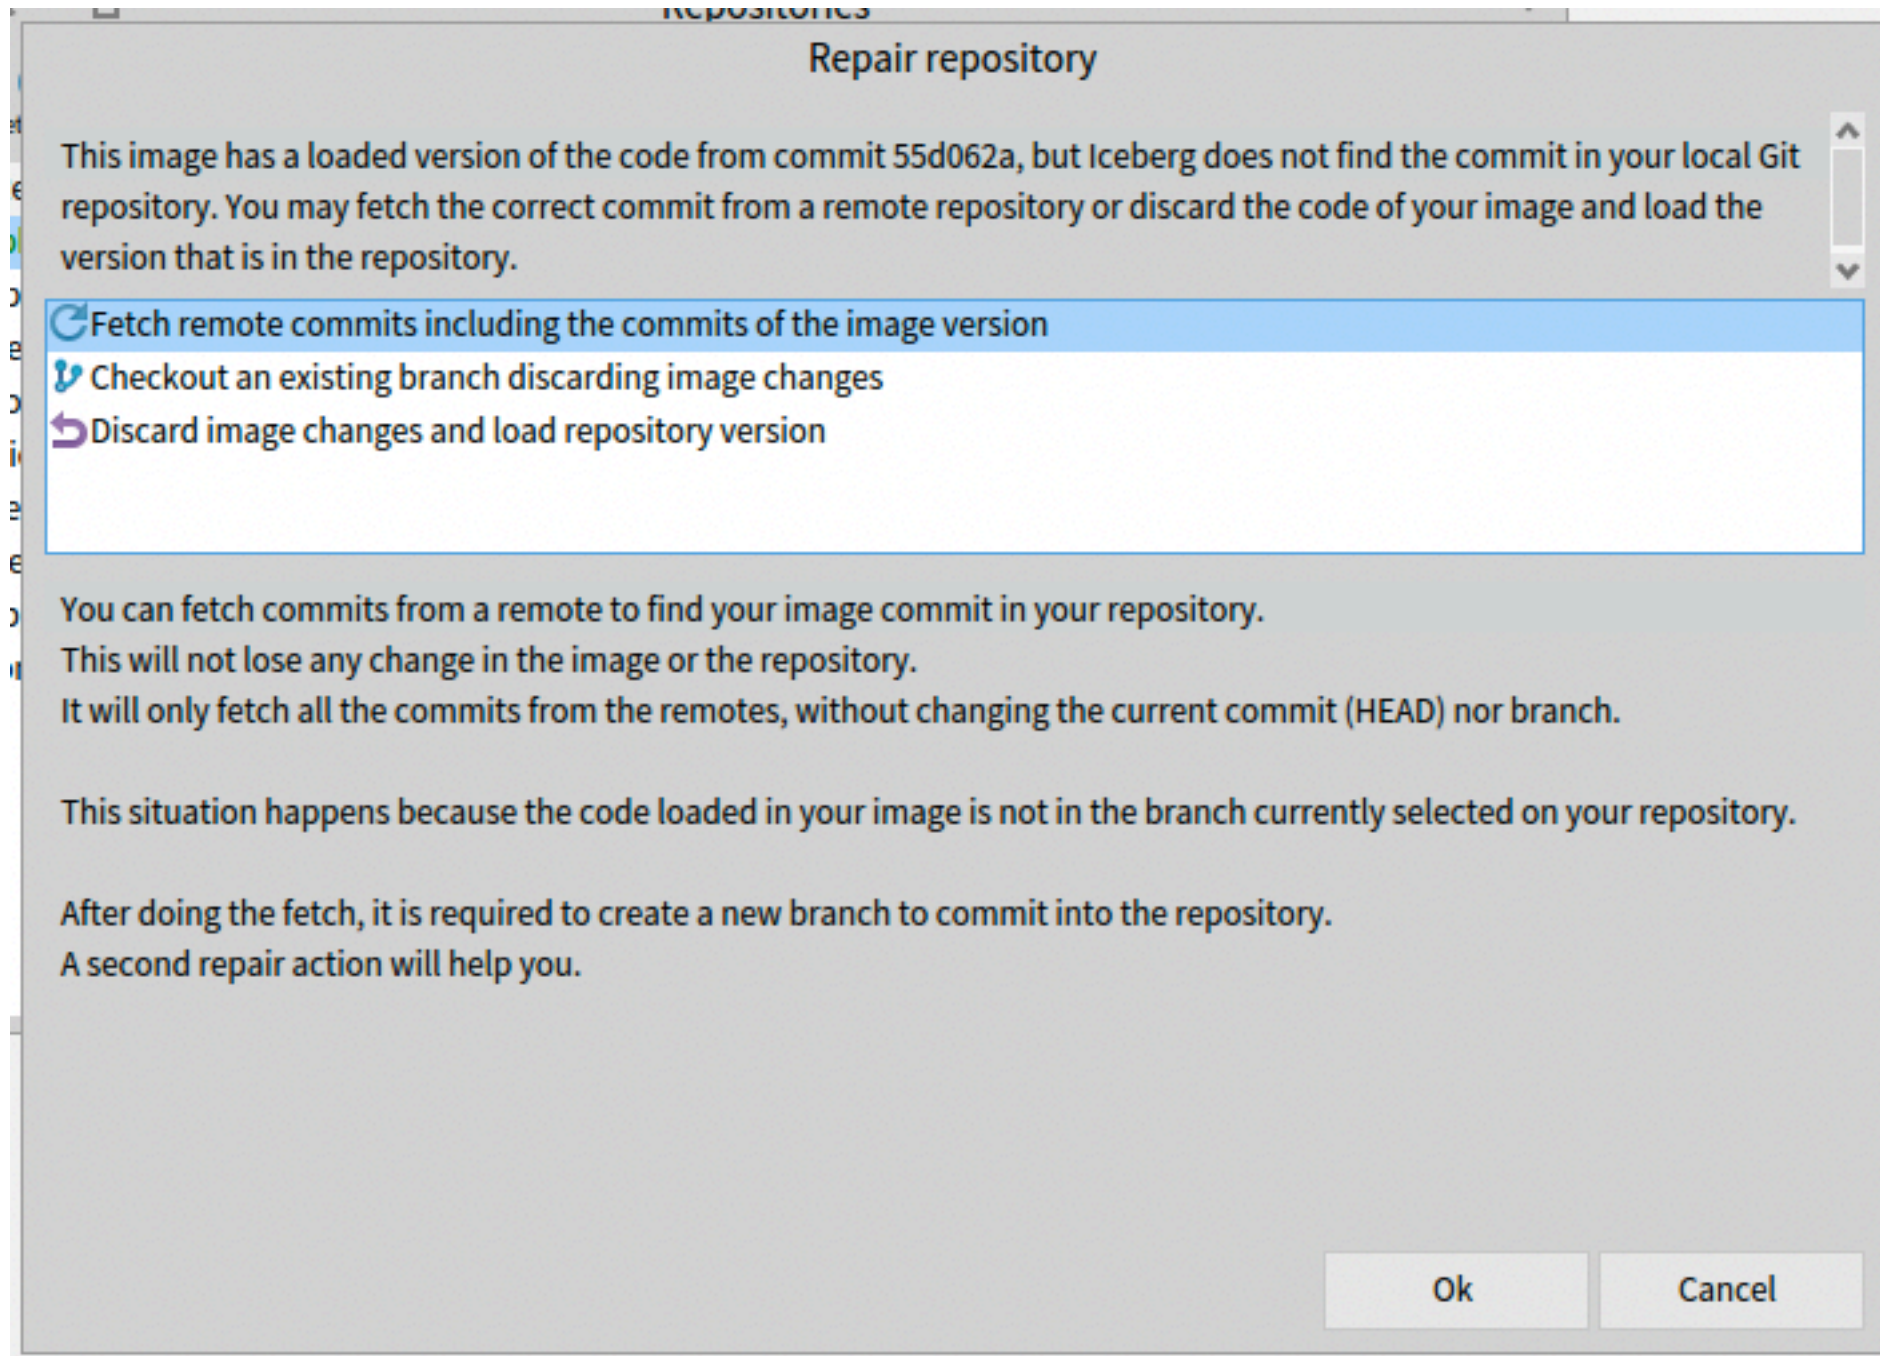 Repositories
Repair repository
This image has a loaded version of the code from commit 55d062a, but Iceberg does not find the commit in your local Git
repository. You may fetch the correct commit from a remote repository or discard the code of your image and load the
version that is in the repository.
Fetch remote commits including the commits of the image version
Checkout an existing branch discarding image changes
Discard image changes and load repository version
You can fetch commits from a remote to find your image commit in your repository.
This will not lose any change in the image or the repository.
It will only fetch all the commits from the remotes, without changing the current commit (HEAD) nor branch.
This situation happens because the code loaded in your image is not in the branch currently selected on your repository.
After doing the fetch, it is required to create a new branch to commit into the repository.
A second repair action will help you.
Ok
Cancel